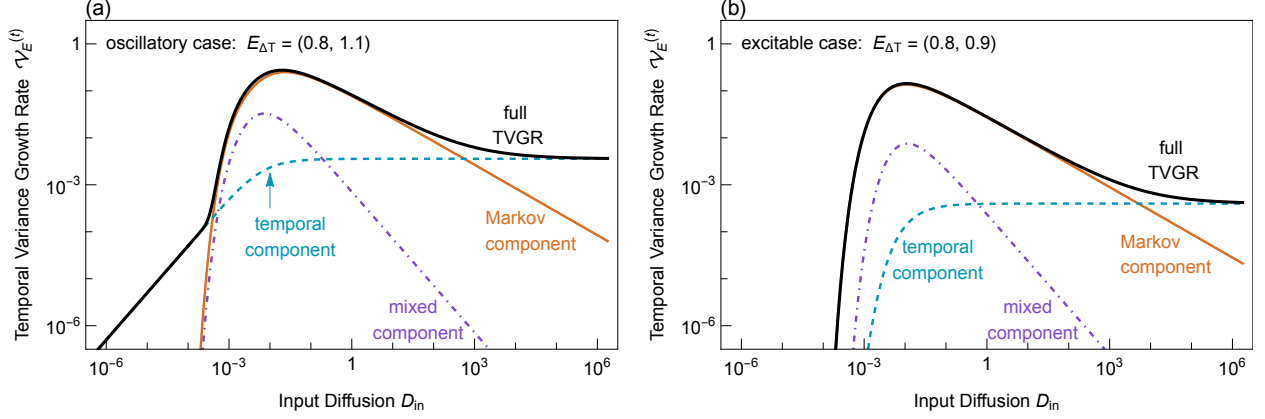 (a)
oscillatory case: E_ΔT = (0.8, 1.1)
Temporal Variance Growth Rate 𝒱_E^(t)
1
10^-3
10^-6
full
TVGR
temporal
component
Markov
component
mixed
component
10^-6
10^-3
1
10^3
10^6
Input Diffusion D_in
(b)
excitable case: E_ΔT = (0.8, 0.9)
Temporal Variance Growth Rate 𝒱_E^(t)
1
10^-3
10^-6
full
TVGR
temporal
component
Markov
component
mixed
component
10^-6
10^-3
1
10^3
10^6
Input Diffusion D_in